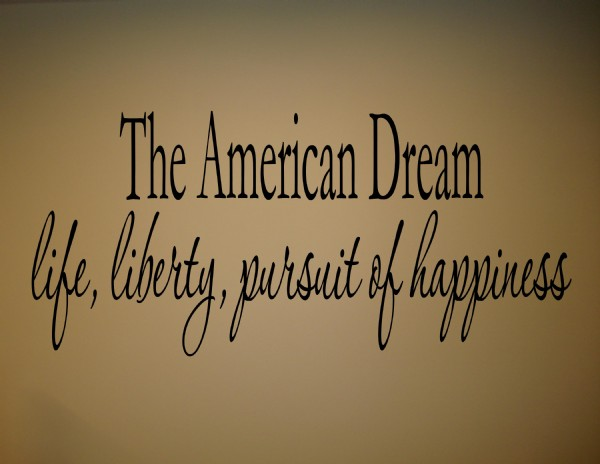 The American Dream
life, liberty, pursuit of happiness